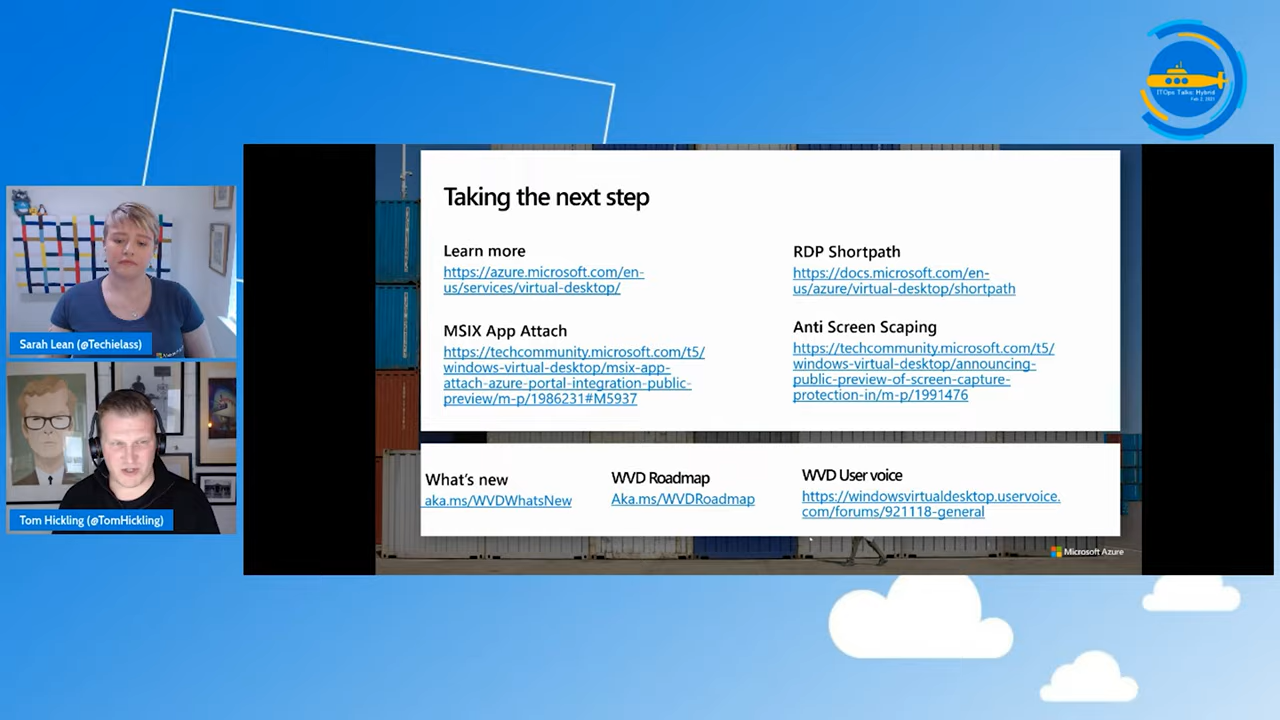 ITOps Talks: Hybrid
Feb 2, 2021
Taking the next step
Learn more
https://azure.microsoft.com/en-
us/services/virtual-desktop/
RDP Shortpath
https://docs.microsoft.com/en-
us/azure/virtual-desktop/shortpath
MSIX App Attach
https://techcommunity.microsoft.com/t5/
windows-virtual-desktop/msix-app-
attach-azure-portal-integration-public-
preview/m-p/1986231#M5937
Anti Screen Scaping
https://techcommunity.microsoft.com/t5/
windows-virtual-desktop/announcing-
public-preview-of-screen-capture-
protection-in/m-p/1991476
What's new
aka.ms/WVDWhatsNew
WVD Roadmap
Aka.ms/WVDRoadmap
WVD User voice
https://windowsvirtualdesktop.uservoice.
com/forums/921118-general
Microsoft Azure
Sarah Lean (@Techielass)
Tom Hickling (@TomHickling)